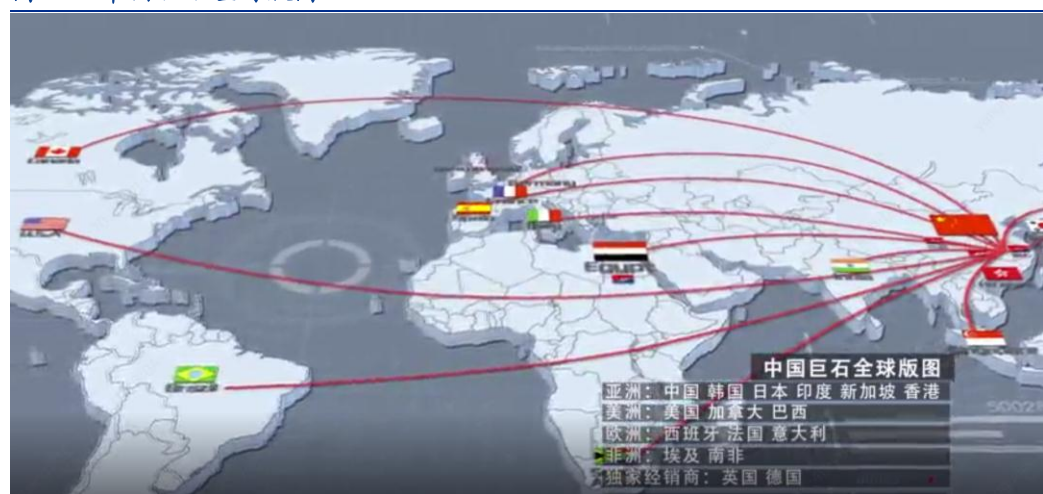 Canada
Germany
Egypt
Brazil
中国巨石全球版图
亚洲：中国 韩国 日本 印度 新加坡 香港
美洲：美国 加拿大 巴西
欧洲：西班牙 法国 意大利
非洲：埃及 南非
独家经销商：英国 德国